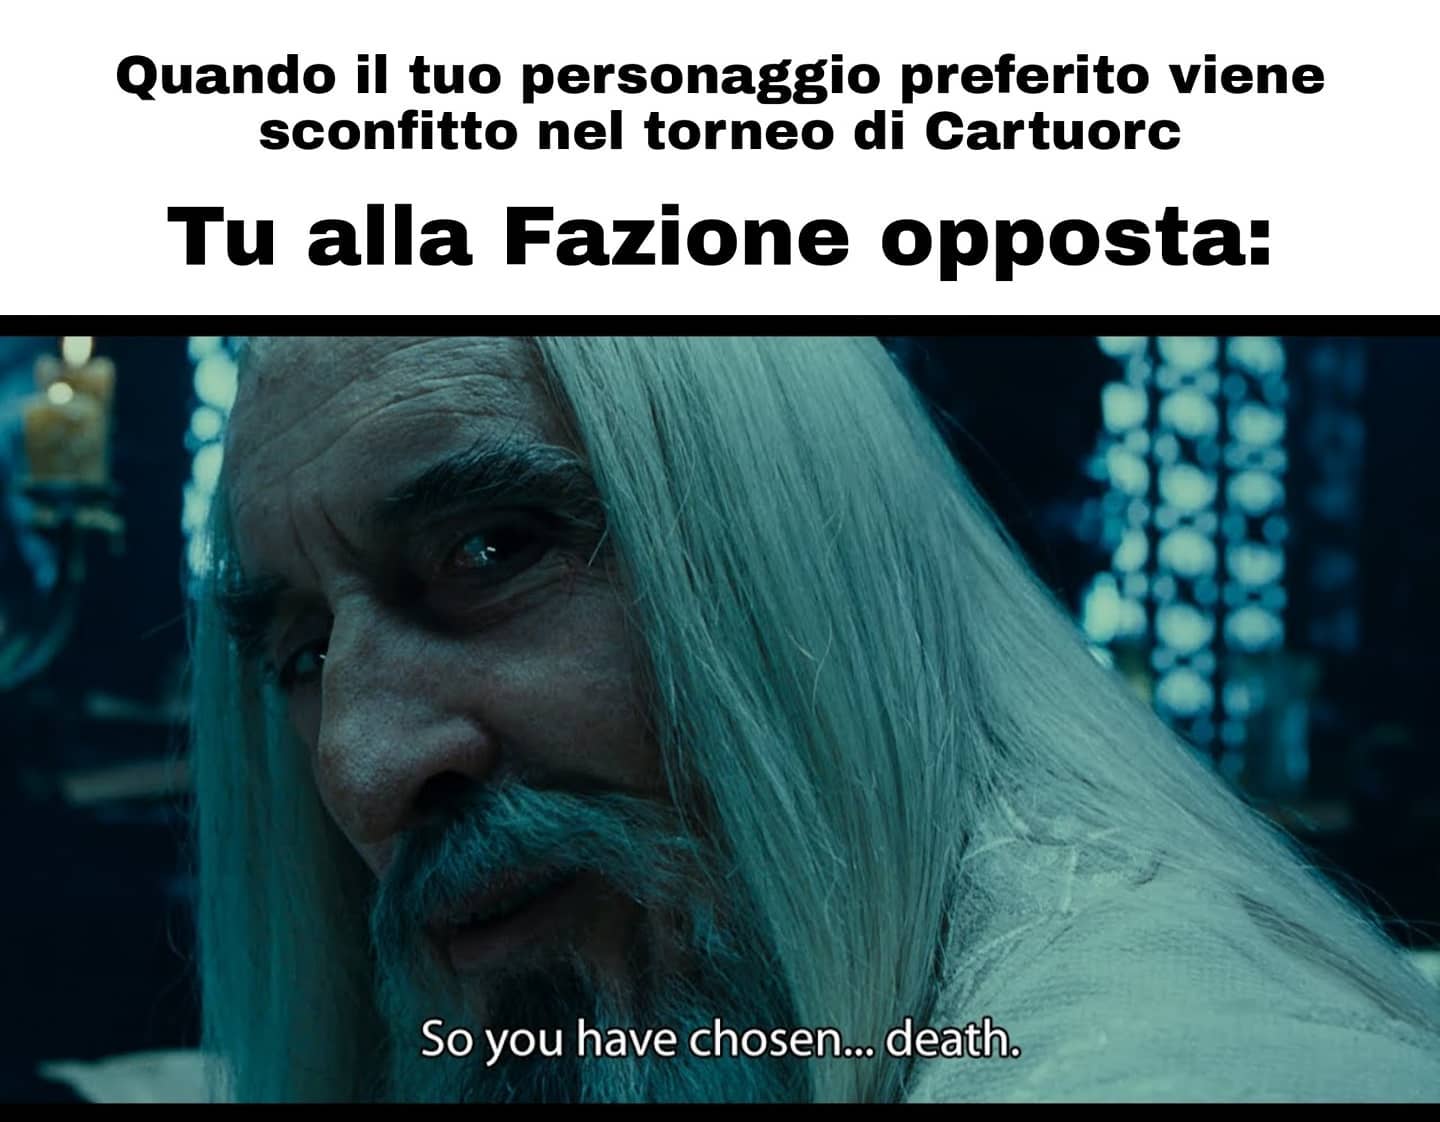 Quando il tuo personaggio preferito viene
sconfitto nel torneo di Cartuorc
Tu alla Fazione opposta:
So you have chosen... death.